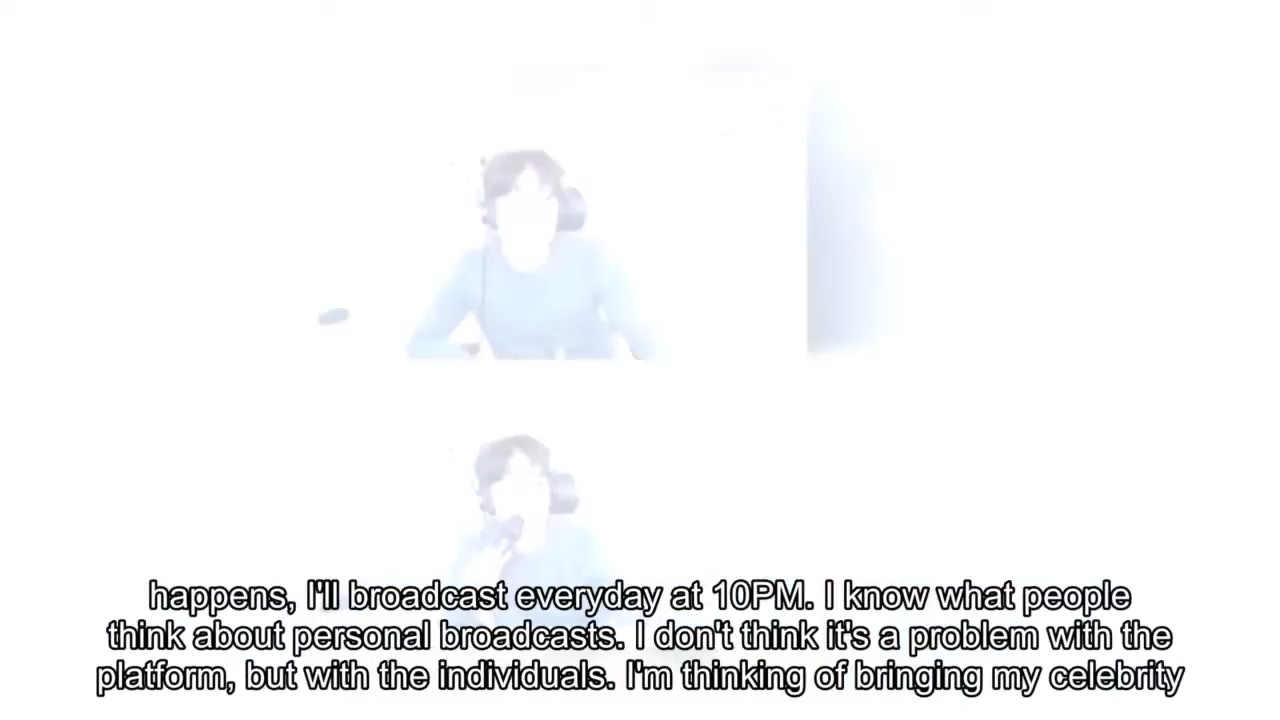 happens, I'll broadcast everyday at 10PM. I know what people
think about personal broadcasts. I don't think it's a problem with the
platform, but with the individuals. I'm thinking of bringing my celebrity